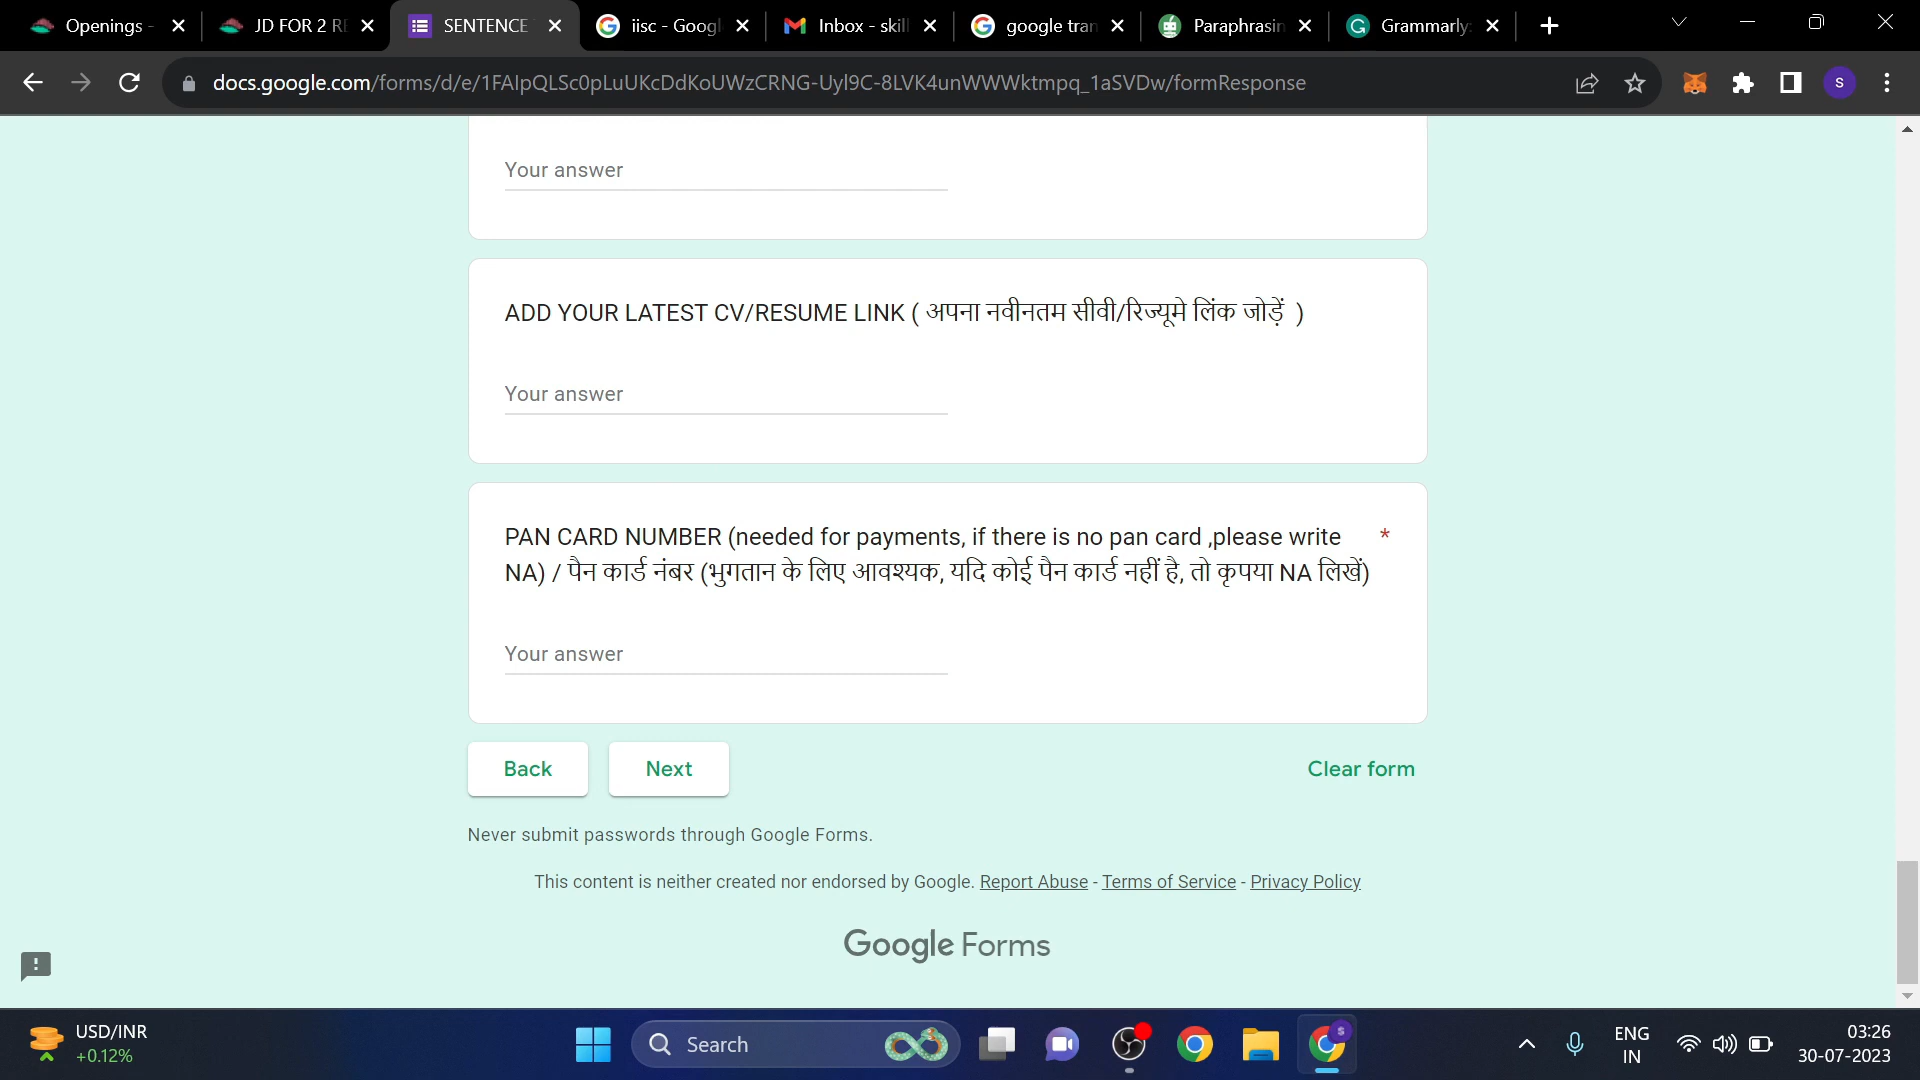 Openings -
JD FOR 2 RE
SENTENCE
iisc - Googl
Inbox - skill
google tran
Paraphrasin
Grammarly:
docs.google.com/forms/d/e/1FAIpQLSc0pLuUKcDdKoUWzCRNG-UyI9C-8LVK4unWWWktmpq_1aSVDw/formResponse
S
Your answer
ADD YOUR LATEST CV/RESUME LINK ( अपना नवीनतम सीवी/रिज्यूमे लिंक जोड़ें )
Your answer
PAN CARD NUMBER (needed for payments, if there is no pan card ,please write *
NA) / पैन कार्ड नंबर (भुगतान के लिए आवश्यक, यदि कोई पैन कार्ड नहीं है, तो कृपया NA लिखें)
Your answer
Back
Next
Clear form
Never submit passwords through Google Forms.
This content is neither created nor endorsed by Google. Report Abuse - Terms of Service - Privacy Policy
Google Forms
USD/INR
+0.12%
Search
S
ENG
IN
03:26
30-07-2023